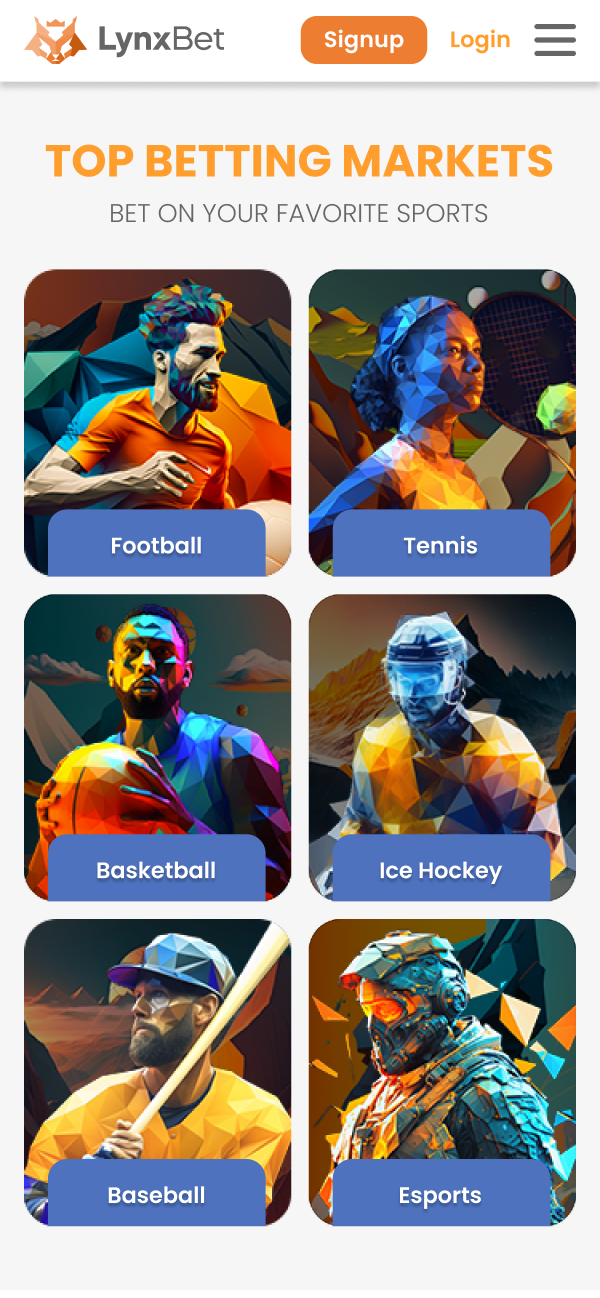 LynxBet
Signup
Login
TOP BETTING MARKETS
BET ON YOUR FAVORITE SPORTS
Football
Tennis
Basketball
Ice Hockey
Baseball
Esports